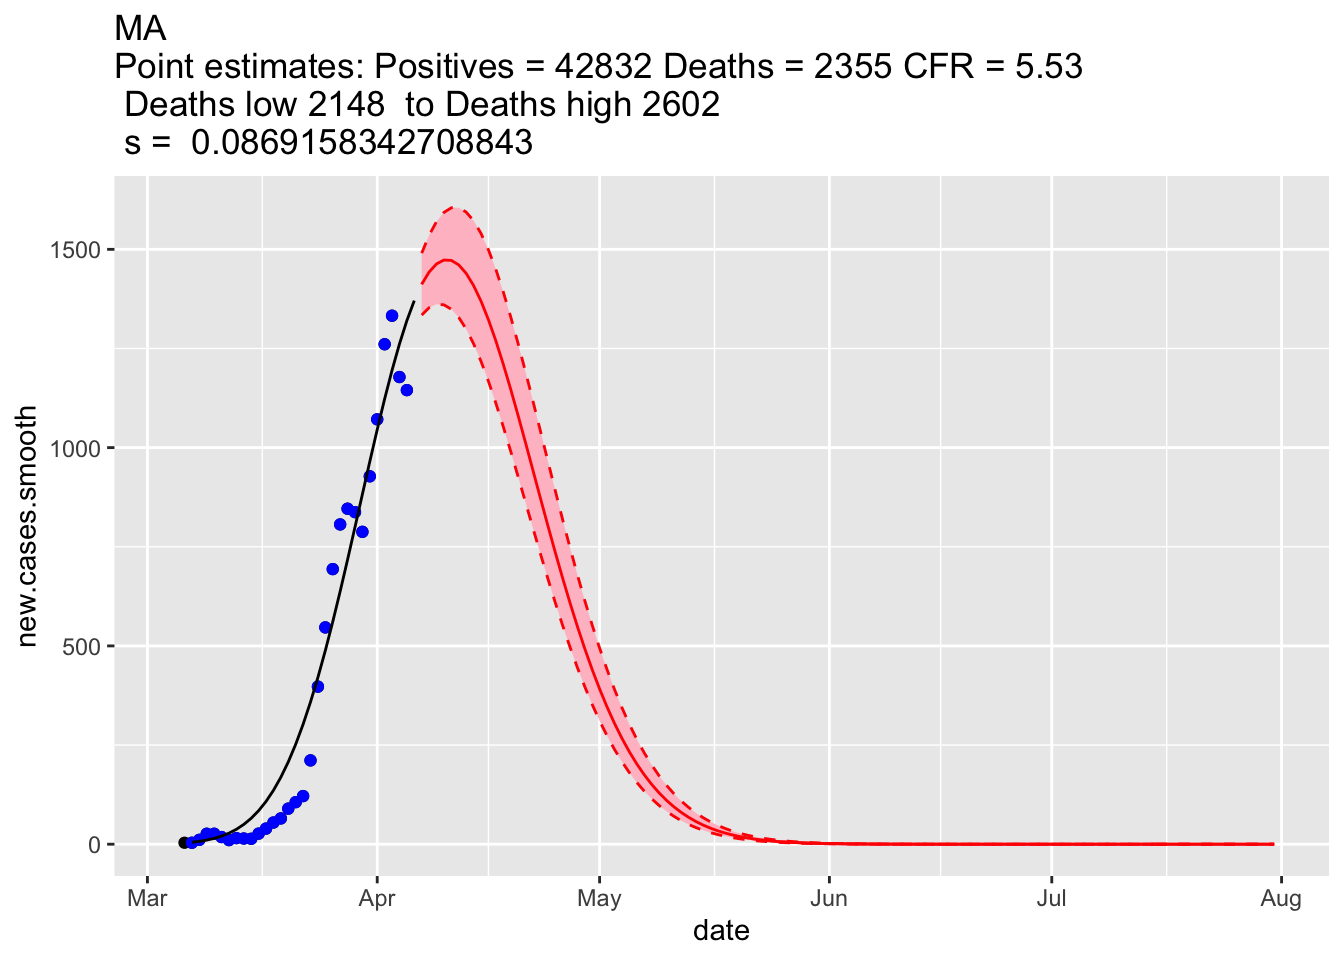 MA
Point estimates: Positives = 42832 Deaths = 2355 CFR = 5.53
Deaths low 2148  to Deaths high 2602
s =  0.0869158342708843
new.cases.smooth
1500
1000
500
0
Mar Apr May Jun Jul Aug
date